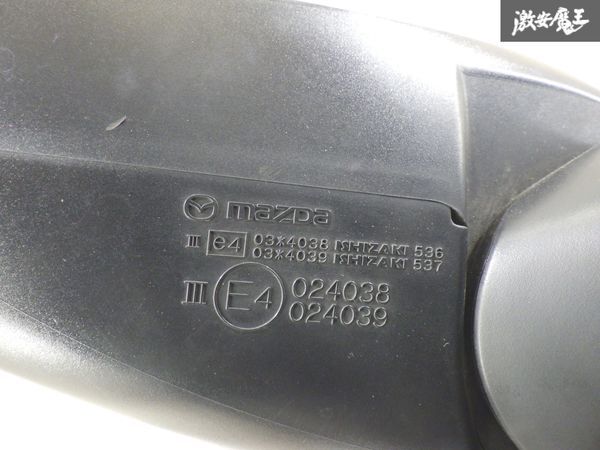 激安魔王
mazda
III e4 03*4038 ISHIZAKI 536
03*4039 ISHIZAKI 537
III E4 024038
024039